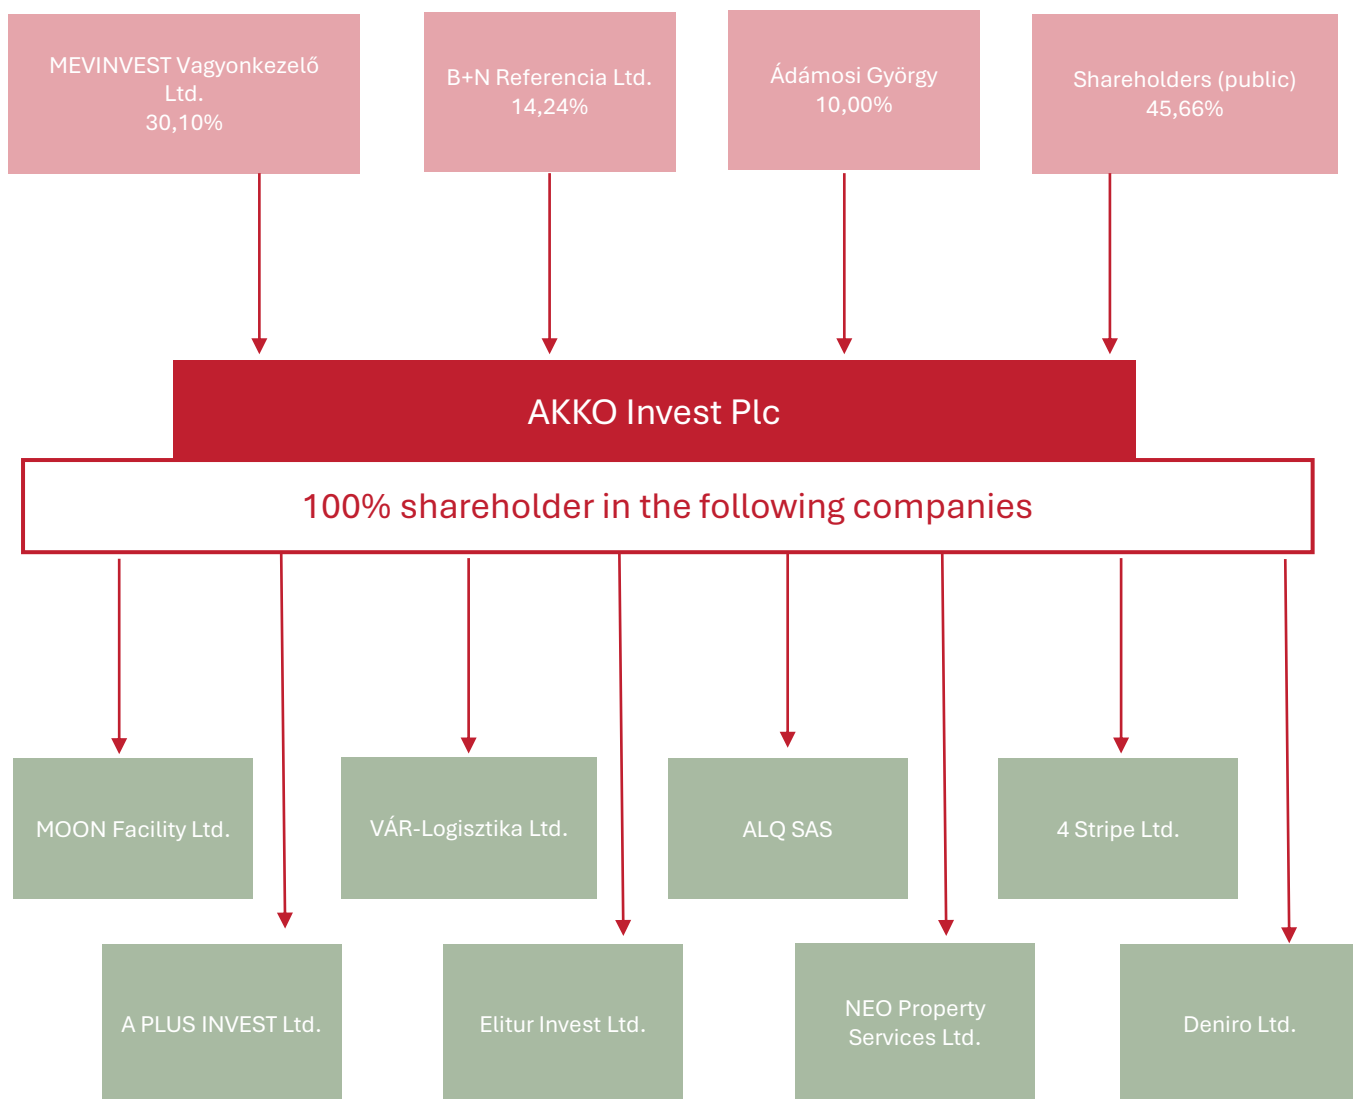 MEVINVEST Vagyonkezelő
Ltd.
30,10%
B+N Referencia Ltd.
14,24%
Ádámosi György
10,00%
Shareholders (public)
45,66%
AKKO Invest Plc
100% shareholder in the following companies
MOON Facility Ltd.
VÁR-Logisztika Ltd.
ALQ SAS
4 Stripe Ltd.
A PLUS INVEST Ltd.
Elitur Invest Ltd.
NEO Property
Services Ltd.
Deniro Ltd.